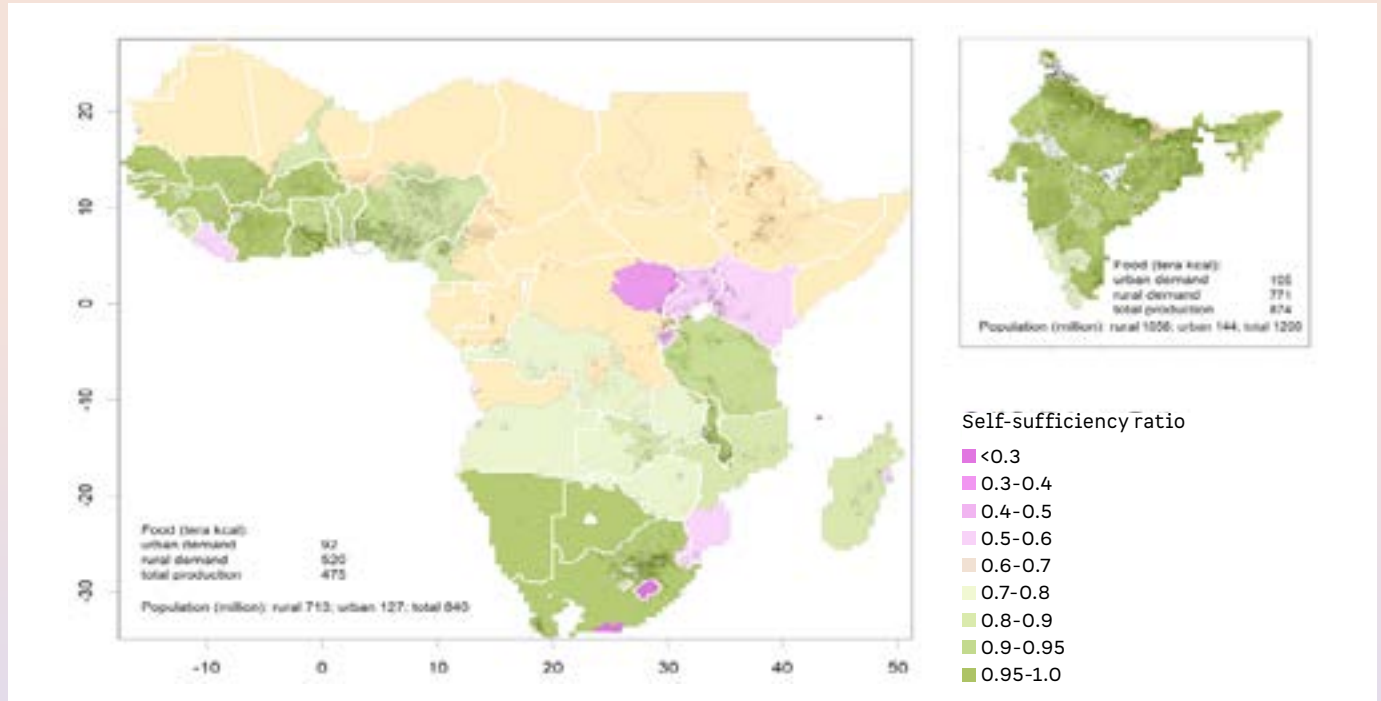 20
10
0
-10
-20
-30
-10 0 10 20 30 40 50
Food (tera kcal):
urban demand 92
rural demand 520
total production 475
Population (million): rural 713; urban 127; total 840
Food (tera kcal):
urban demand
rural demand 771
total production 874
Population (million): rural 1056; urban 144; total 1200
Self-sufficiency ratio
<0.3
0.3-0.4
0.4-0.5
0.5-0.6
0.6-0.7
0.7-0.8
0.8-0.9
0.9-0.95
0.95-1.0